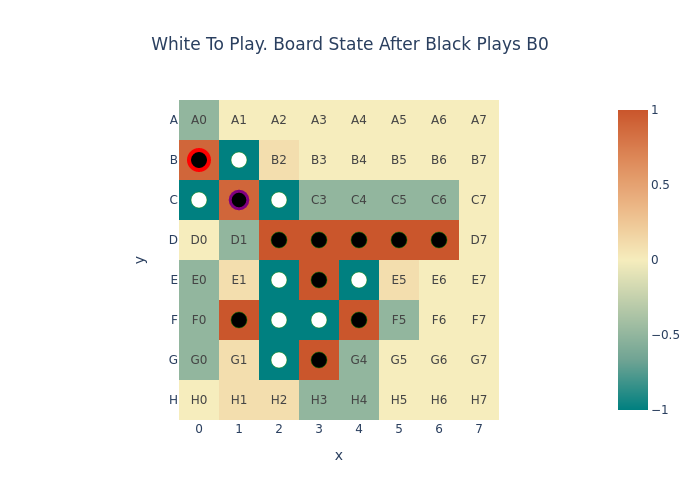 White To Play. Board State After Black Plays B0
A A0 A1 A2 A3 A4 A5 A6 A7
B B2 B3 B4 B5 B6 B7
C C3 C4 C5 C6 C7
D D0 D1 D7
E E0 E1 E5 E6 E7
F F0 F5 F6 F7
G G0 G1 G4 G5 G6 G7
H H0 H1 H2 H3 H4 H5 H6 H7
0 1 2 3 4 5 6 7
x
y
1
0.5
0
−0.5
−1